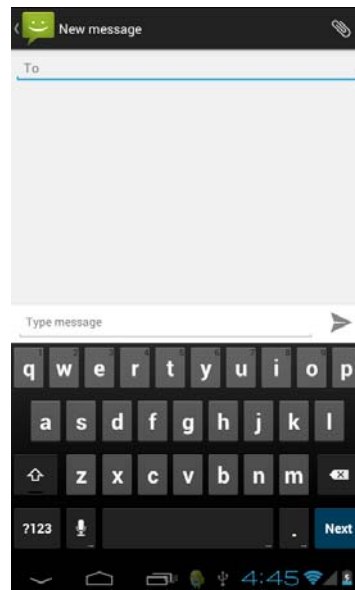 New message
To
Type message
q w e r t y u i o p
a s d f g h j k l
z x c v b n m
?123 . Next
4:45